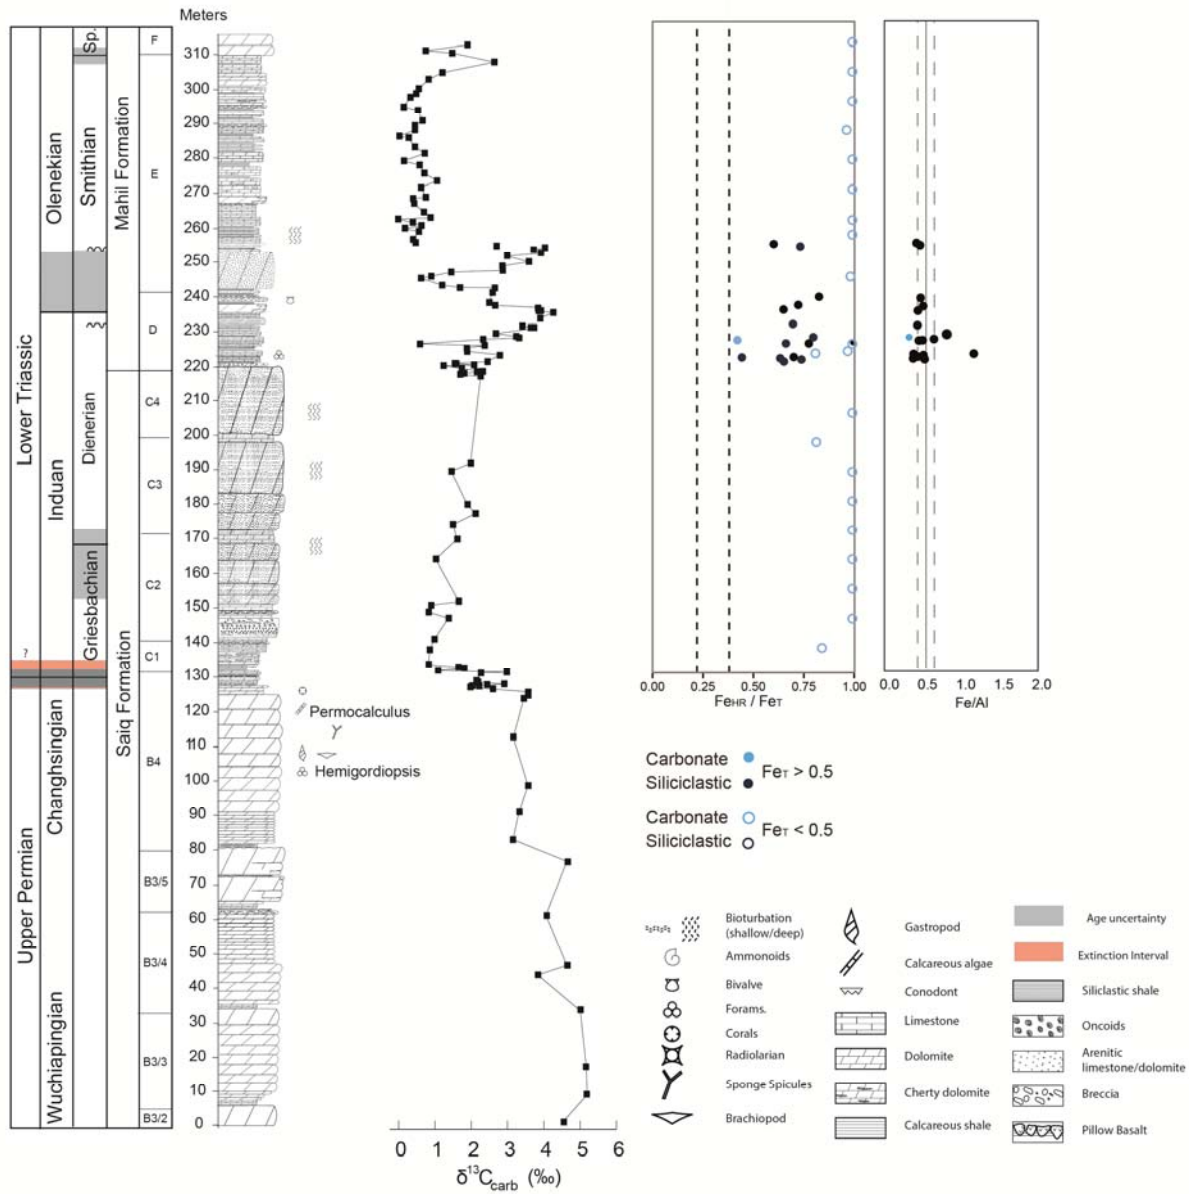 Meters
Lower Triassic
Upper Permian
Olenekian
Induan
Changhsingian
Wuchiapingian
Sp.
Smithian
Dienerian
Griesbachian
?
Mahil Formation
Saiq Formation
F
E
D
C4
C3
C2
C1
B4
B3/5
B3/4
B3/3
B3/2
310
300
290
280
270
260
250
240
230
220
210
200
190
180
170
160
150
140
130
120
110
100
90
80
70
60
50
40
30
20
10
0
Permocalculus
Hemigordiopsis
0 1 2 3 4 5 6
δ13Ccarb (‰)
0.00 0.25 0.50 0.75 1.00
FeHR / FeT
0.0 0.5 1.0 2.0
Fe/Al
Carbonate
Siliciclastic
FeT > 0.5
Carbonate
Siliciclastic
FeT < 0.5
Bioturbation
(shallow/deep)
Ammonoids
Bivalve
Forams.
Corals
Radiolarian
Sponge Spicules
Brachiopod
Gastropod
Calcareous algae
Conodont
Limestone
Dolomite
Cherty dolomite
Calcareous shale
Age uncertainty
Extinction Interval
Siliclastic shale
Oncoids
Arenitic
limestone/dolomite
Breccia
Pillow Basalt